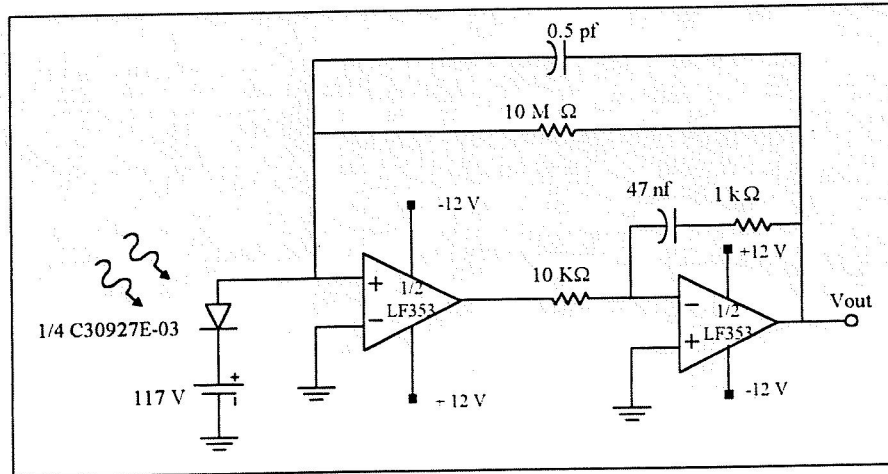 0.5 pf
10 M Ω
47 nf
1 kΩ
-12 V
+12 V
10 KΩ
+
1/2
LF353
−
−
1/2
LF353
+
Vout
1/4 C30927E-03
+
117 V
+12 V
-12 V